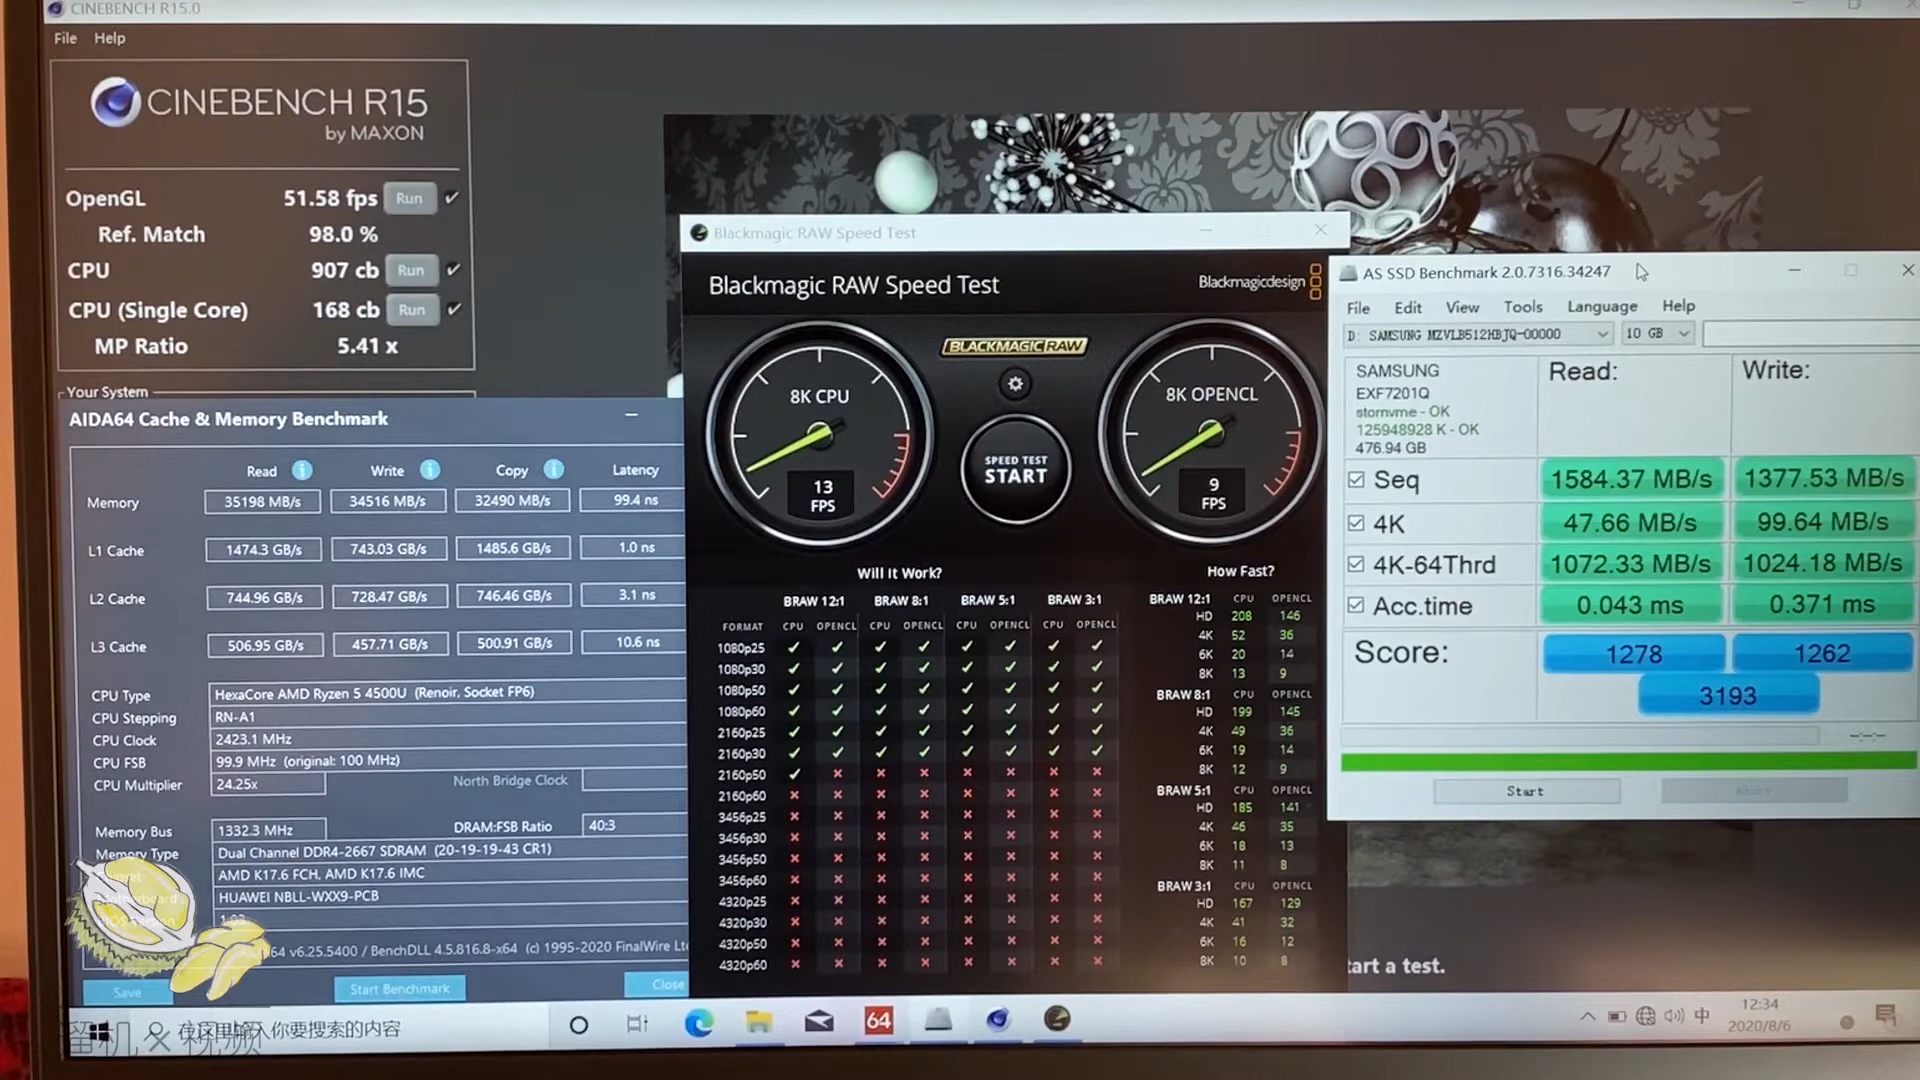 CINEBENCH R15.0
File Help
CINEBENCH R15
by MAXON
OpenGL 51.58 fps Run
Ref. Match 98.0 %
CPU 907 cb Run
CPU (Single Core) 168 cb Run
MP Ratio 5.41 x
Your System
AIDA64 Cache & Memory Benchmark
Read Write Copy Latency
Memory 35198 MB/s 34516 MB/s 32490 MB/s 99.4 ns
L1 Cache 1474.3 GB/s 743.03 GB/s 1485.6 GB/s 1.0 ns
L2 Cache 744.96 GB/s 728.47 GB/s 746.46 GB/s 3.1 ns
L3 Cache 506.95 GB/s 457.71 GB/s 500.91 GB/s 10.6 ns
CPU Type HexaCore AMD Ryzen 5 4500U (Renoir, Socket FP6)
CPU Stepping RN-A1
CPU Clock 2423.1 MHz
CPU FSB 99.9 MHz (original: 100 MHz)
CPU Multiplier 24.25x North Bridge Clock
Memory Bus 1332.3 MHz DRAM:FSB Ratio 40:3
Memory Type Dual Channel DDR4-2667 SDRAM (20-19-19-43 CR1)
AMD K17.6 FCH, AMD K17.6 IMC
HUAWEI NBLL-WXX9-PCB
1.03
64 v6.25.5400 / BenchDLL 4.5.816.8-x64 (c) 1995-2020 FinalWire Lt
Save Start Benchmark Close
Blackmagic RAW Speed Test
Blackmagic RAW Speed Test Blackmagicdesign
BLACKMAGIC RAW
8K CPU
13
FPS
SPEED TEST
START
8K OPENCL
9
FPS
Will It Work?
BRAW 12:1 BRAW 8:1 BRAW 5:1 BRAW 3:1
FORMAT CPU OPENCL CPU OPENCL CPU OPENCL CPU OPENCL
1080p25
1080p30
1080p50
1080p60
2160p25
2160p30
2160p50
2160p60
3456p25
3456p30
3456p50
3456p60
4320p25
4320p30
4320p50
4320p60
How Fast?
BRAW 12:1 CPU OPENCL
HD 208 146
4K 52 36
6K 20 14
8K 13 9
BRAW 8:1 CPU OPENCL
HD 199 145
4K 49 36
6K 19 14
8K 12 9
BRAW 5:1 CPU OPENCL
HD 185 141
4K 46 35
6K 18 13
8K 11 8
BRAW 3:1 CPU OPENCL
HD 167 129
4K 41 32
6K 16 12
8K 10 8
AS SSD Benchmark 2.0.7316.34247
File Edit View Tools Language Help
D: SAMSUNG MZVLB512HBJQ-00000 10 GB
SAMSUNG
EXF7201Q
stornvme - OK
125948928 K - OK
476.94 GB
Read: Write:
Seq 1584.37 MB/s 1377.53 MB/s
4K 47.66 MB/s 99.64 MB/s
4K-64Thrd 1072.33 MB/s 1024.18 MB/s
Acc.time 0.043 ms 0.371 ms
Score: 1278 1262
3193
-:--:--
Start
tart a test.
在这里输入你要搜索的内容
64
中
12:34
2020/8/6